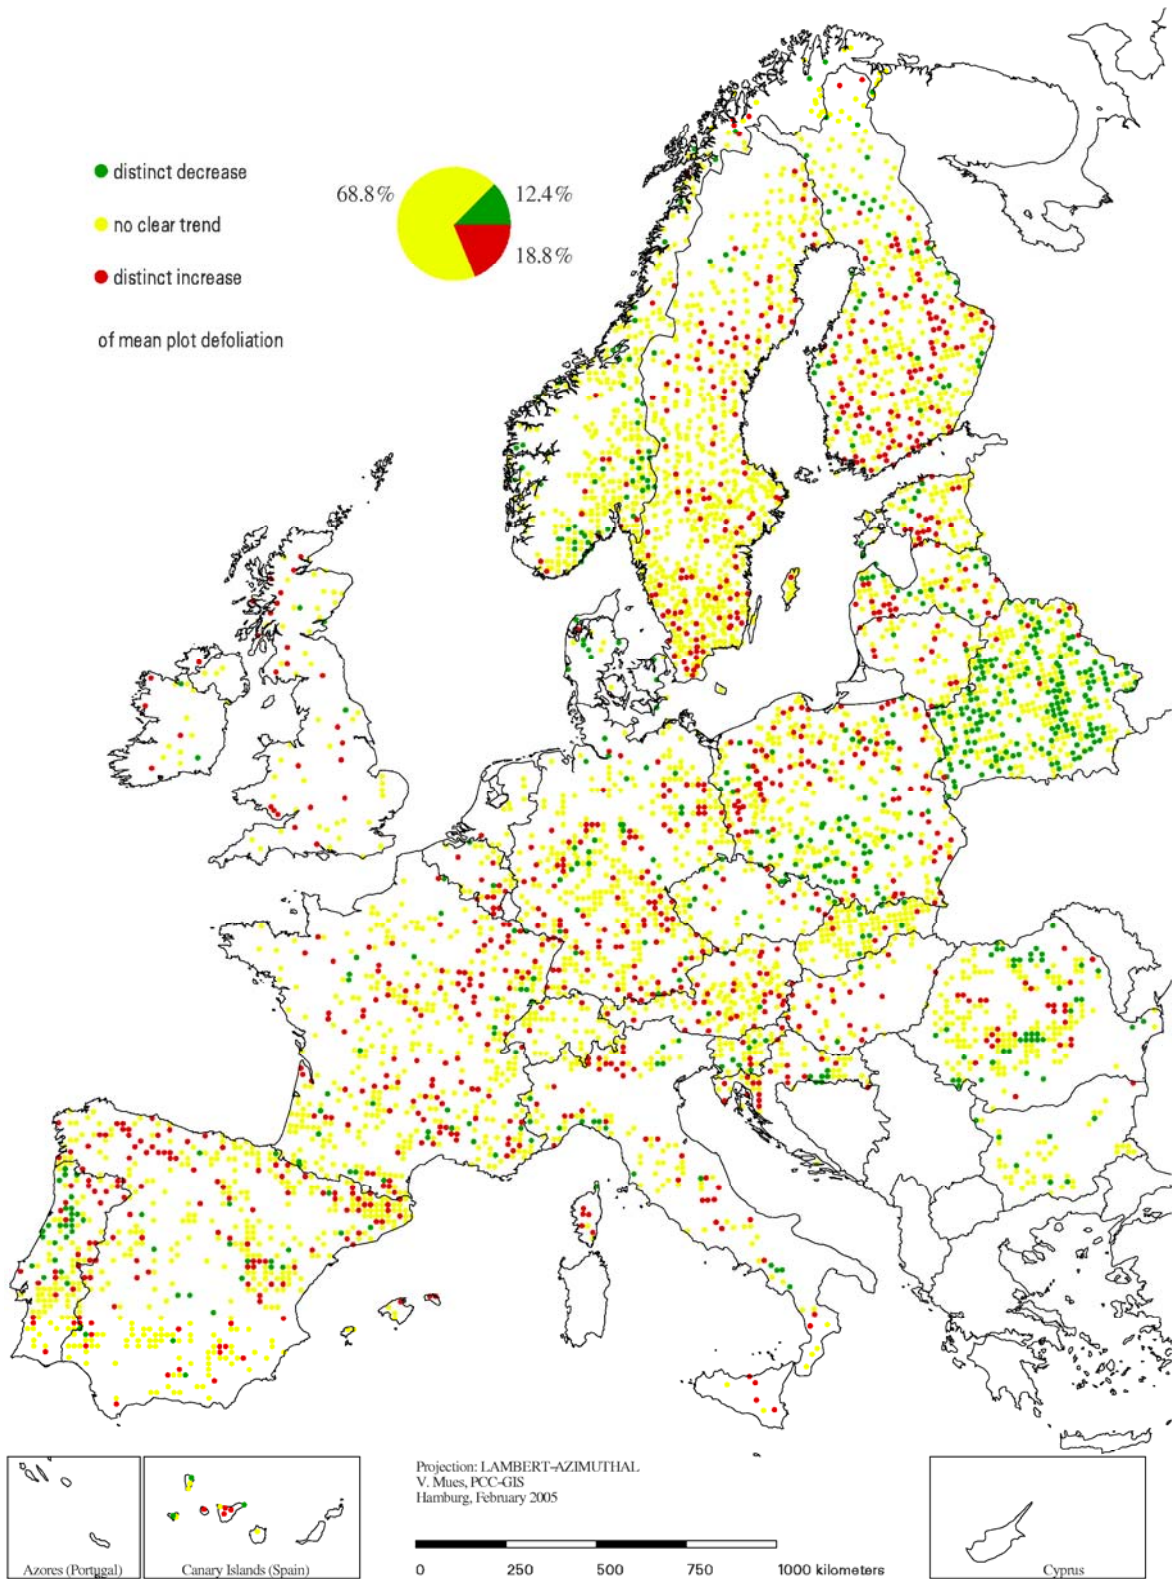 distinct decrease
no clear trend
distinct increase
of mean plot defoliation
68.8%
12.4%
18.8%
Projection: LAMBERT-AZIMUTHAL
V. Mues, PCC-GIS
Hamburg, February 2005
0 250 500 750 1000 kilometers
Azores (Portugal)
Canary Islands (Spain)
Cyprus